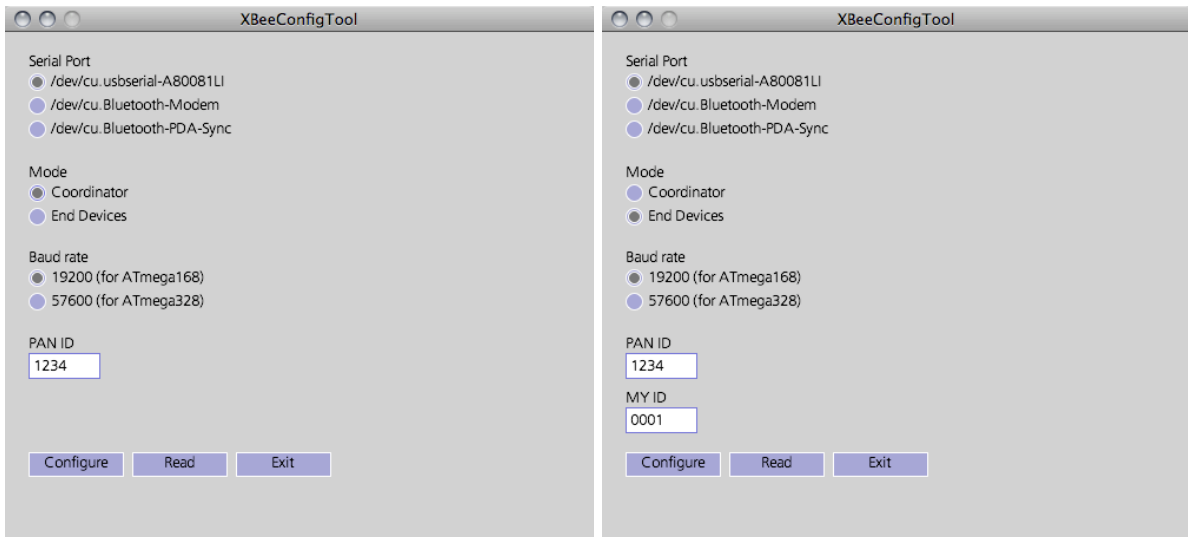 XBeeConfigTool
Serial Port
/dev/cu.usbserial-A80081LI
/dev/cu.Bluetooth-Modem
/dev/cu.Bluetooth-PDA-Sync
Mode
Coordinator
End Devices
Baud rate
19200 (for ATmega168)
57600 (for ATmega328)
PAN ID
1234
Configure Read Exit
XBeeConfigTool
Serial Port
/dev/cu.usbserial-A80081LI
/dev/cu.Bluetooth-Modem
/dev/cu.Bluetooth-PDA-Sync
Mode
Coordinator
End Devices
Baud rate
19200 (for ATmega168)
57600 (for ATmega328)
PAN ID
1234
MY ID
0001
Configure Read Exit